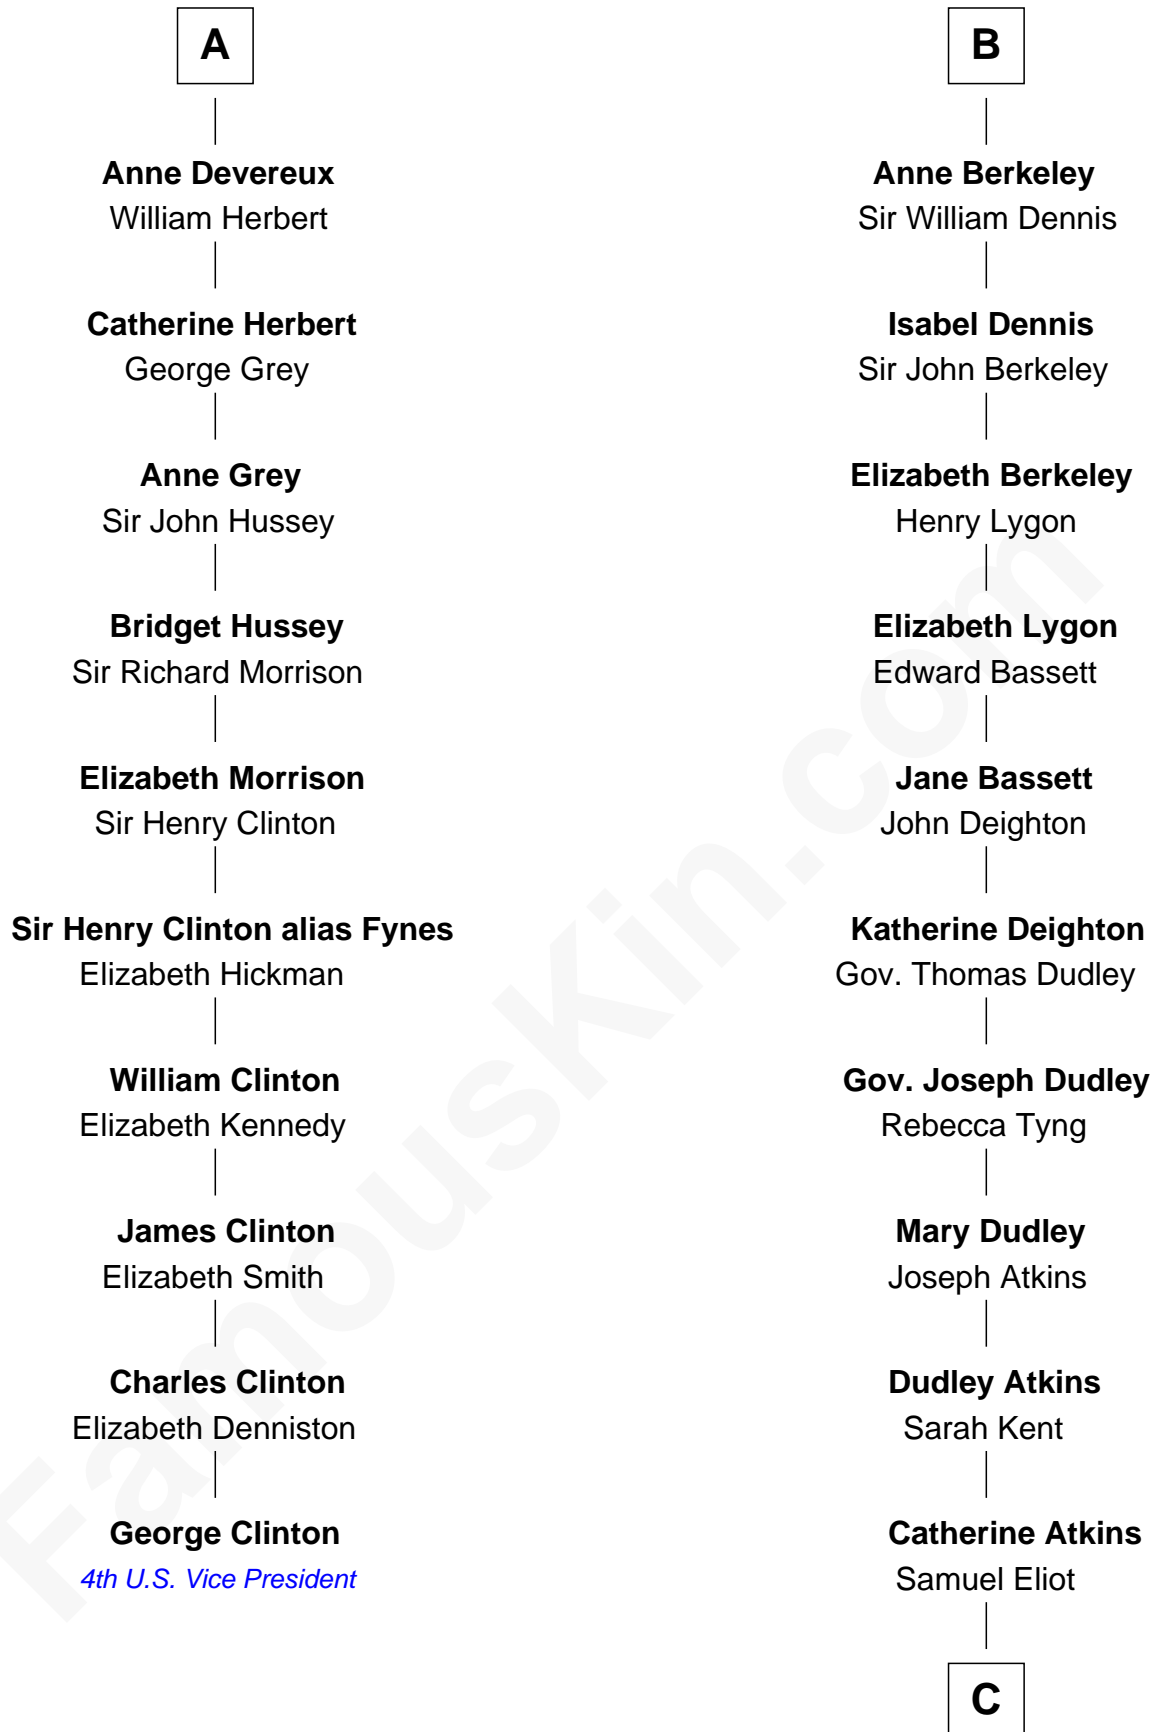 A
Anne Devereux
William Herbert
Catherine Herbert
George Grey
Anne Grey
Sir John Hussey
Bridget Hussey
Sir Richard Morrison
Elizabeth Morrison
Sir Henry Clinton
Sir Henry Clinton alias Fynes
Elizabeth Hickman
William Clinton
Elizabeth Kennedy
James Clinton
Elizabeth Smith
Charles Clinton
Elizabeth Denniston
George Clinton
4th U.S. Vice President
B
Anne Berkeley
Sir William Dennis
Isabel Dennis
Sir John Berkeley
Elizabeth Berkeley
Henry Lygon
Elizabeth Lygon
Edward Bassett
Jane Bassett
John Deighton
Katherine Deighton
Gov. Thomas Dudley
Gov. Joseph Dudley
Rebecca Tyng
Mary Dudley
Joseph Atkins
Dudley Atkins
Sarah Kent
Catherine Atkins
Samuel Eliot
C
FamousKin.com